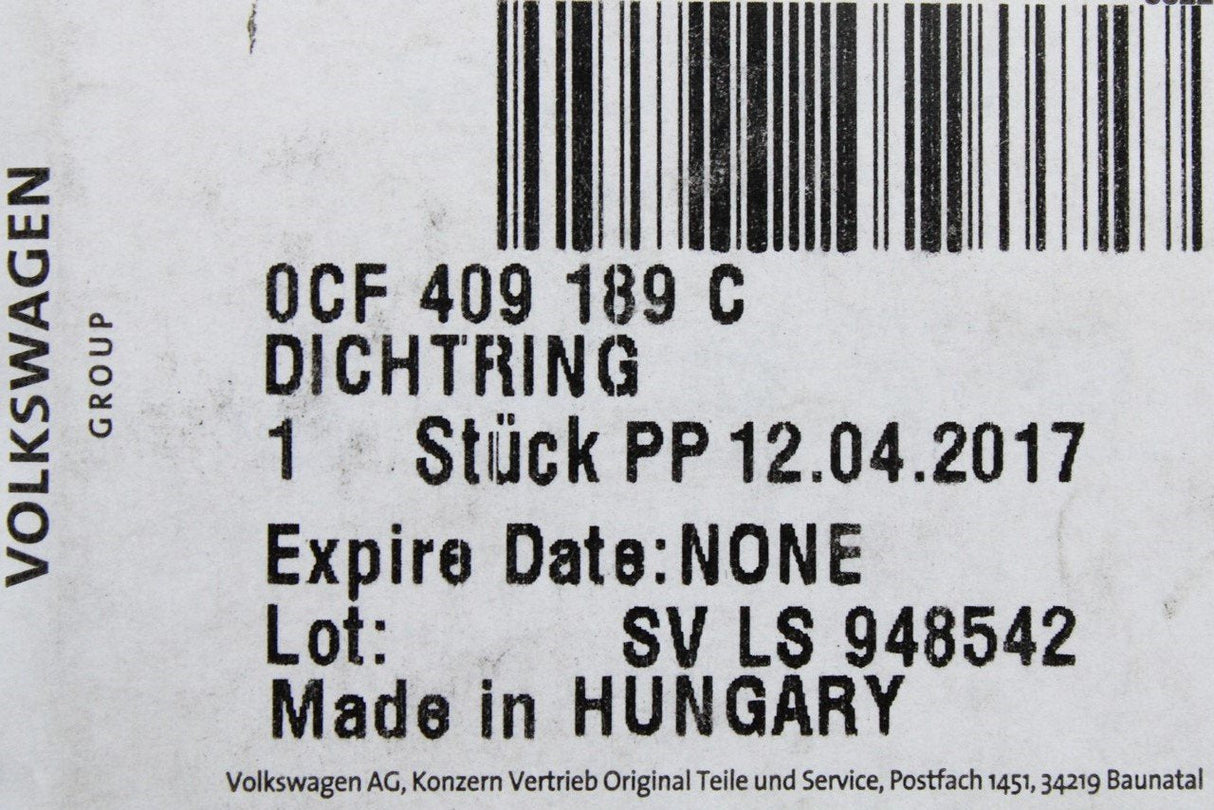 VOLKSWAGEN
GROUP
0CF 409 189 C
DICHTRING
1 Stück PP 12.04.2017
Expire Date: NONE
Lot: SV LS 948542
Made in HUNGARY
Volkswagen AG, Konzern Vertrieb Original Teile und Service, Postfach 1451, 34219 Baunatal